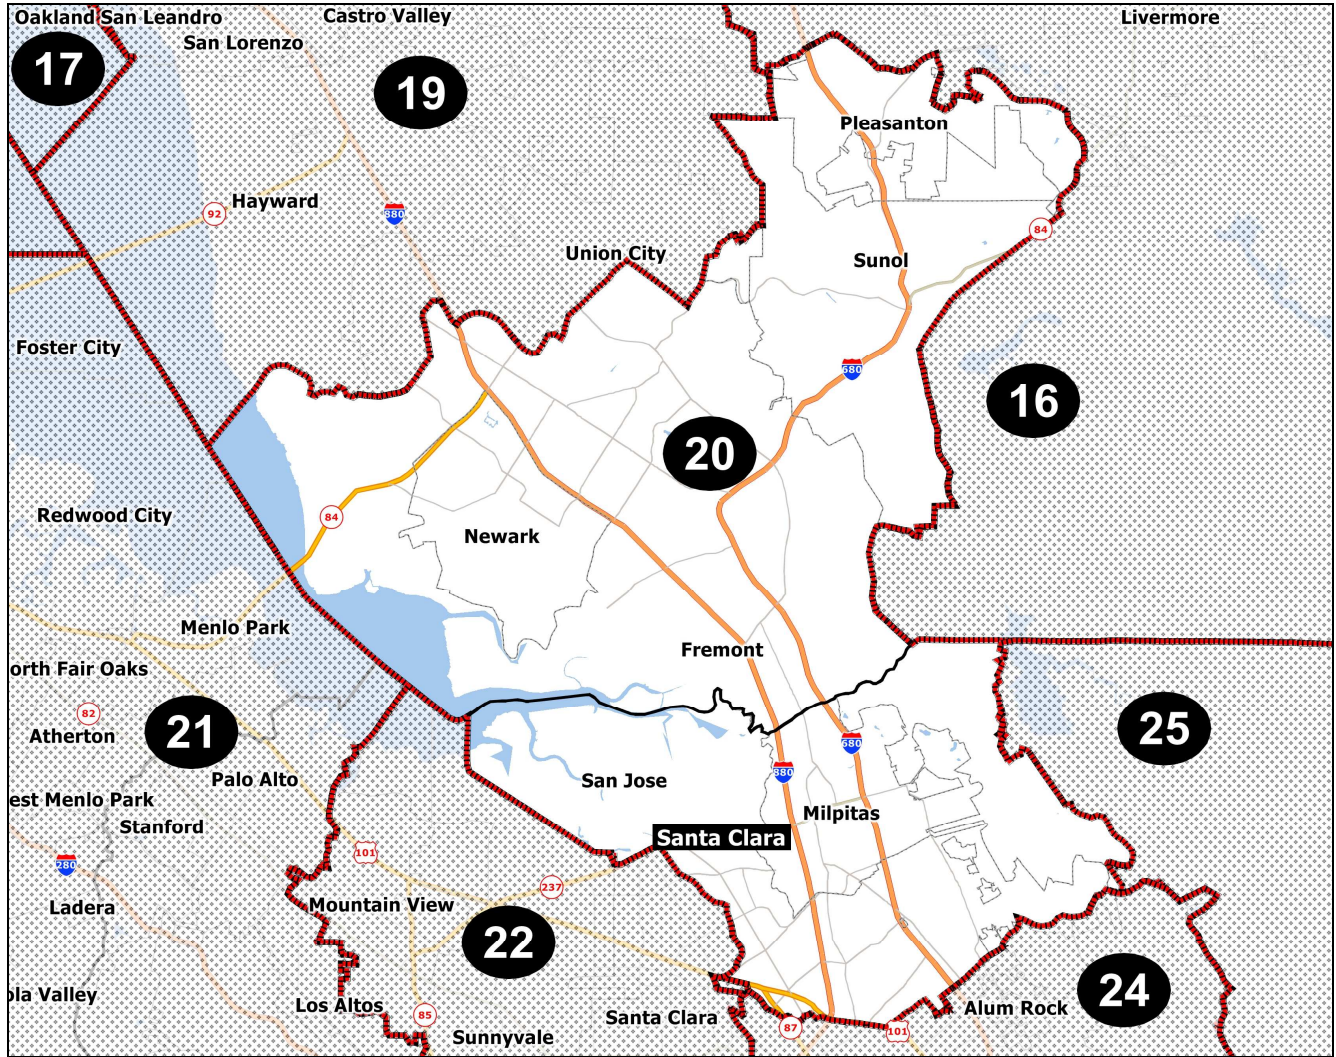 Oakland San Leandro
Castro Valley
Livermore
San Lorenzo
17
19
Pleasanton
Hayward
92
880
84
Union City
Sunol
Foster City
680
16
20
Redwood City
84
Newark
Menlo Park
Fremont
orth Fair Oaks
82
Atherton
21
25
680
880
Palo Alto
San Jose
est Menlo Park
Stanford
Milpitas
Santa Clara
101
280
237
Ladera
Mountain View
22
24
ola Valley
Los Altos
85
Santa Clara
Alum Rock
87
101
Sunnyvale